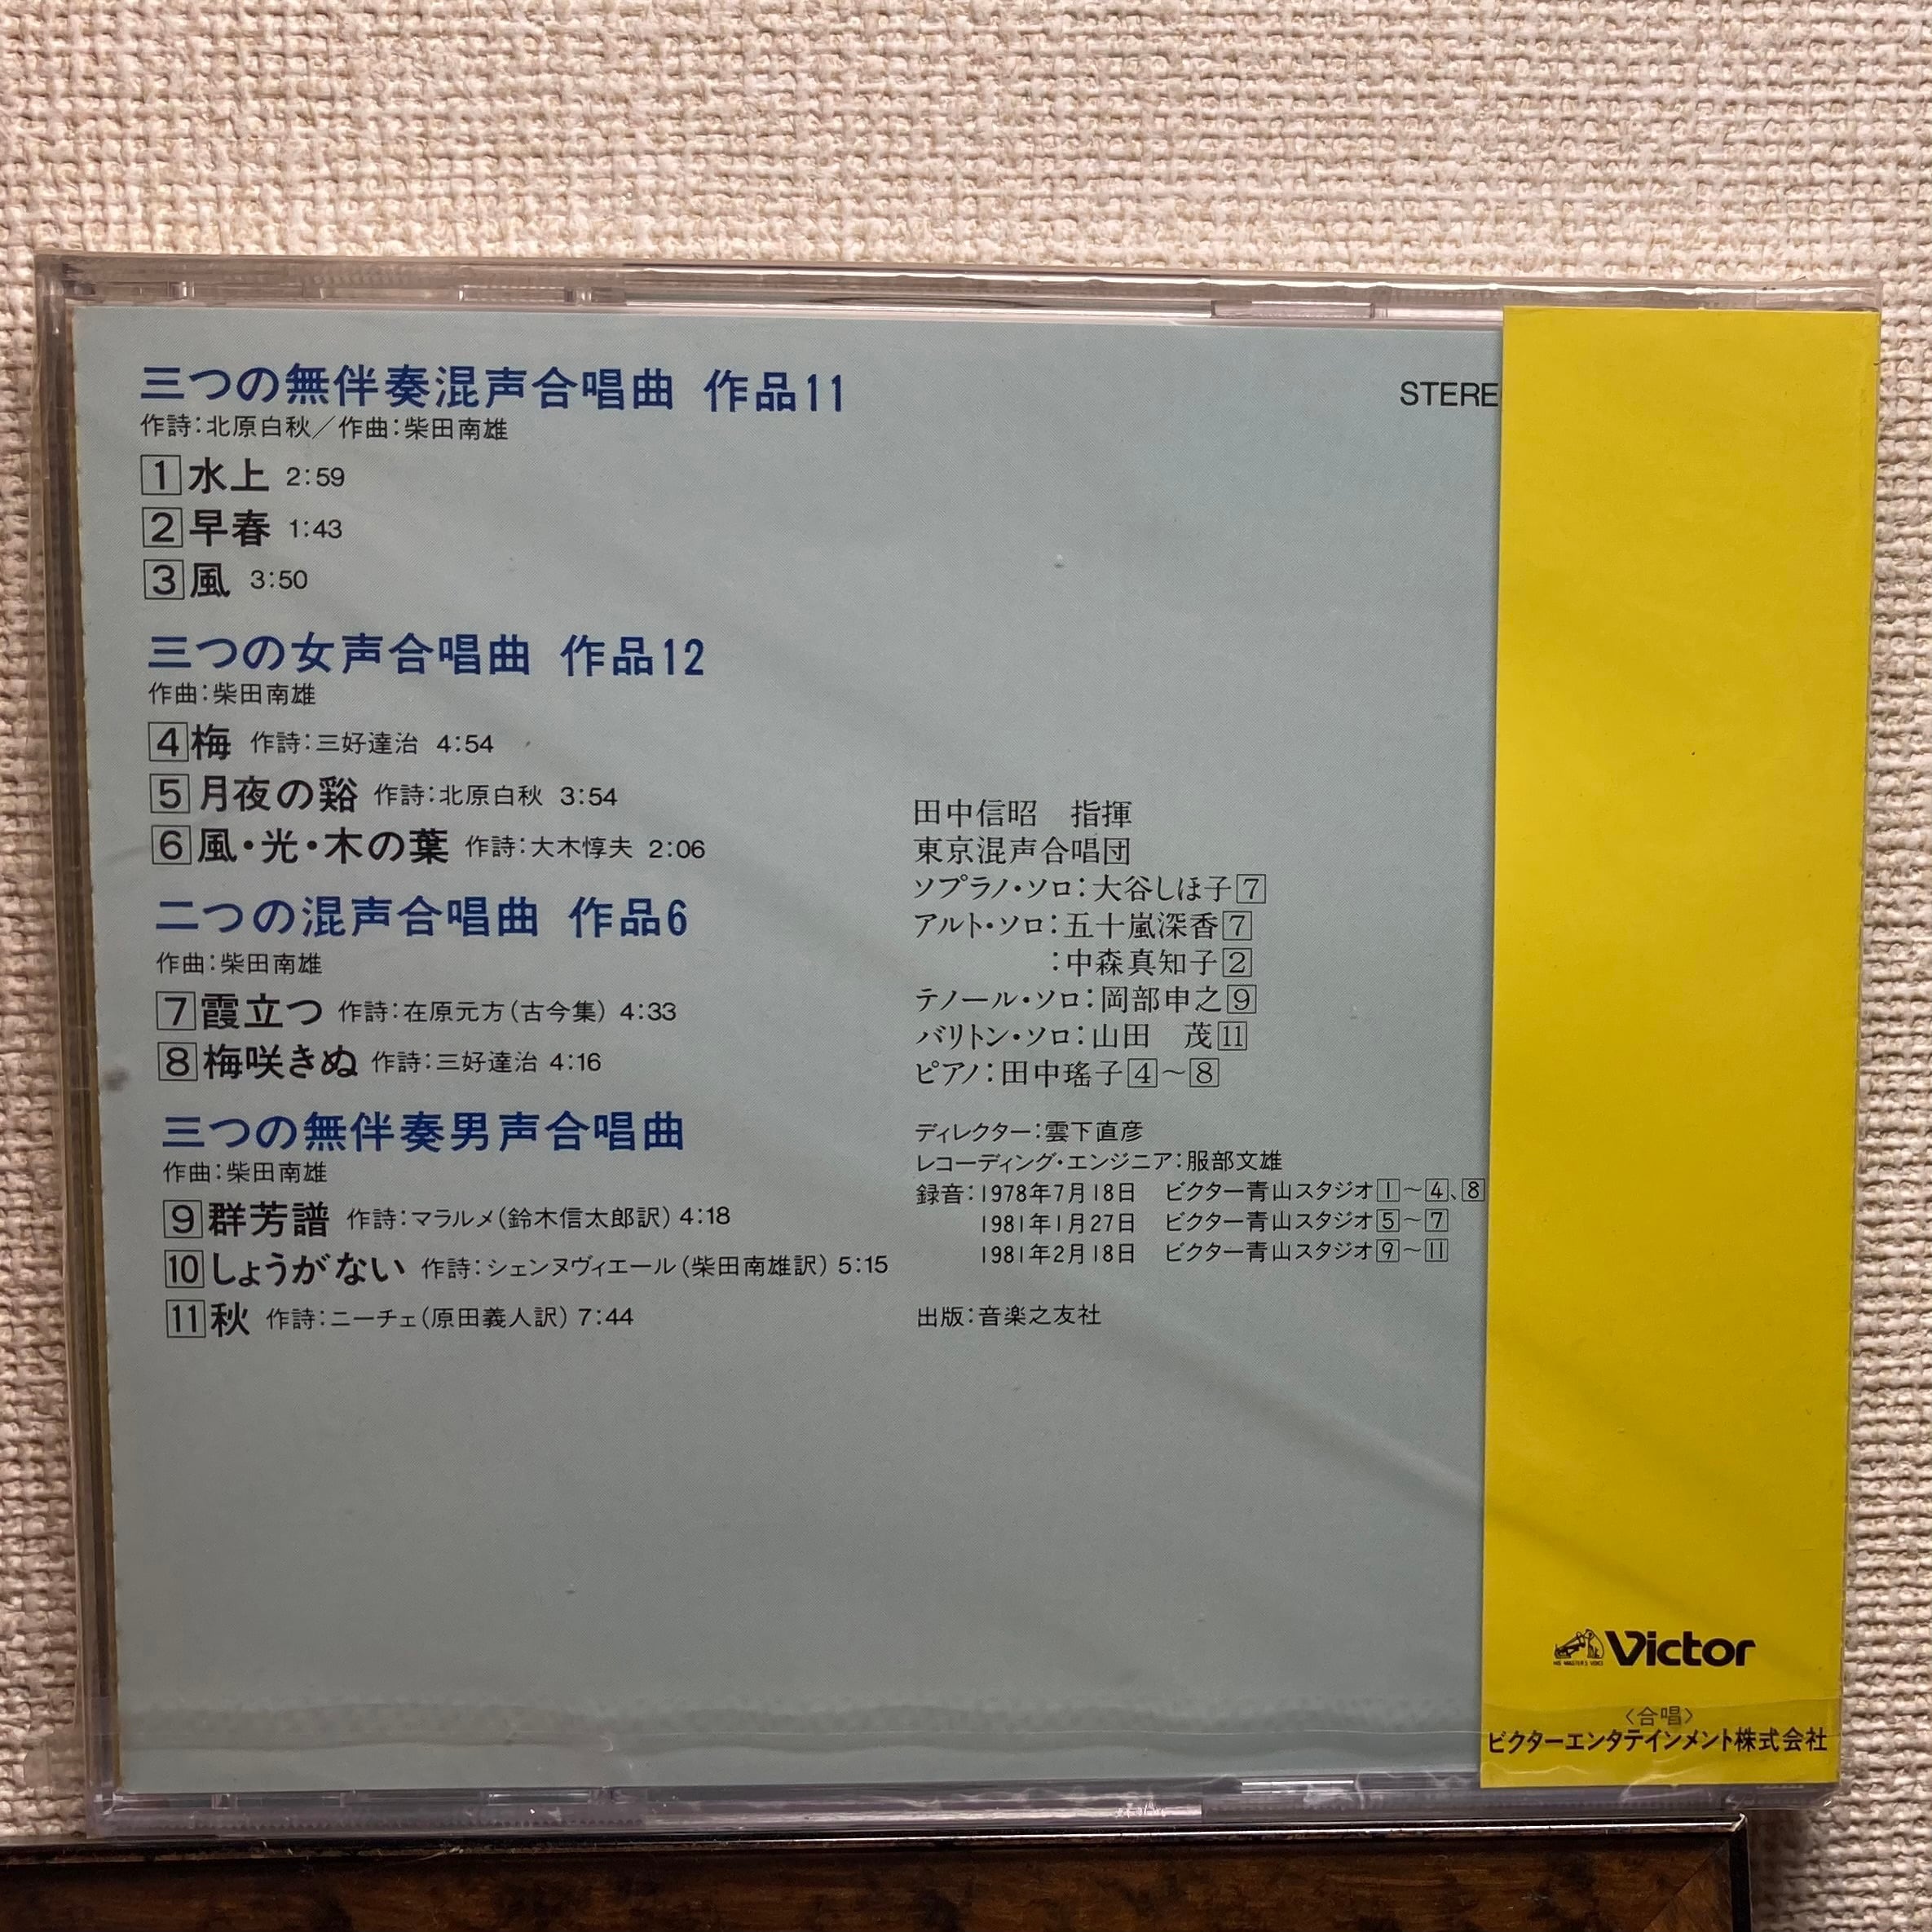 三つの無伴奏混声合唱曲 作品11
作詩:北原白秋／作曲:柴田南雄
1 水上 2:59
2 早春 1:43
3 風 3:50
三つの女声合唱曲 作品12
作曲:柴田南雄
4 梅 作詩:三好達治 4:54
5 月夜の谿 作詩:北原白秋 3:54
6 風・光・木の葉 作詩:大木惇夫 2:06
二つの混声合唱曲 作品6
作曲:柴田南雄
7 霞立つ 作詩:在原元方(古今集) 4:33
8 梅咲きぬ 作詩:三好達治 4:16
三つの無伴奏男声合唱曲
作曲:柴田南雄
9 群芳譜 作詩:マラルメ(鈴木信太郎訳) 4:18
10 しょうがない 作詩:シェンヌヴィエール(柴田南雄訳) 5:15
11 秋 作詩:ニーチェ(原田義人訳) 7:44
STERE
田中信昭 指揮
東京混声合唱団
ソプラノ・ソロ:大谷しほ子 7
アルト・ソロ:五十嵐深香 7
:中森真知子 2
テノール・ソロ:岡部申之 9
バリトン・ソロ:山田 茂 11
ピアノ:田中瑤子 4～8
ディレクター:雲下直彦
レコーディング・エンジニア:服部文雄
録音:1978年7月18日 ビクター青山スタジオ 1～4、8
1981年1月27日 ビクター青山スタジオ 5～7
1981年2月18日 ビクター青山スタジオ 9～11
出版:音楽之友社
HIS MASTER'S VOICE
Victor
〈合唱〉
ビクターエンタテインメント株式会社